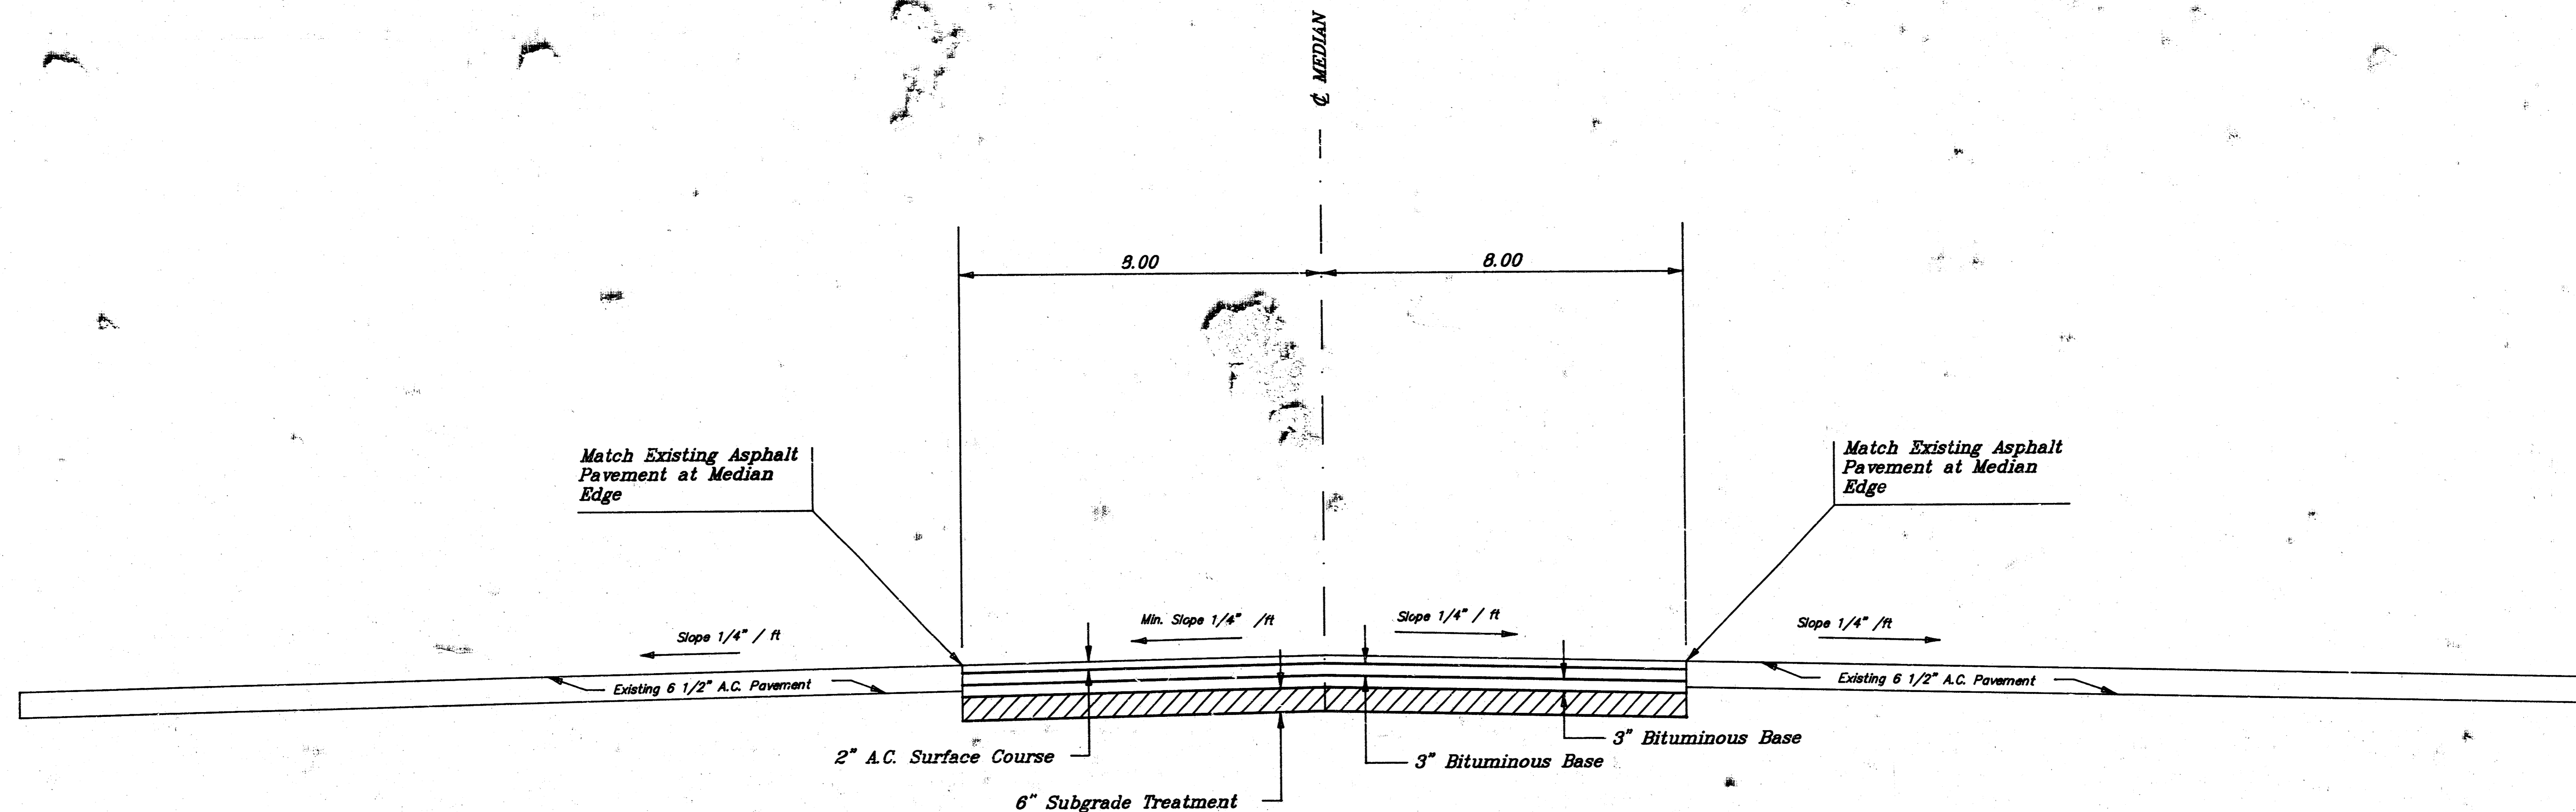 ℄ MEDIAN
8.00
8.00
Match Existing Asphalt
Pavement at Median
Edge
Match Existing Asphalt
Pavement at Median
Edge
Slope 1/4" / ft
Min. Slope 1/4" /ft
Slope 1/4" / ft
Slope 1/4" /ft
Existing 6 1/2" A.C. Pavement
Existing 6 1/2" A.C. Pavement
2" A.C. Surface Course
3" Bituminous Base
3" Bituminous Base
6" Subgrade Treatment